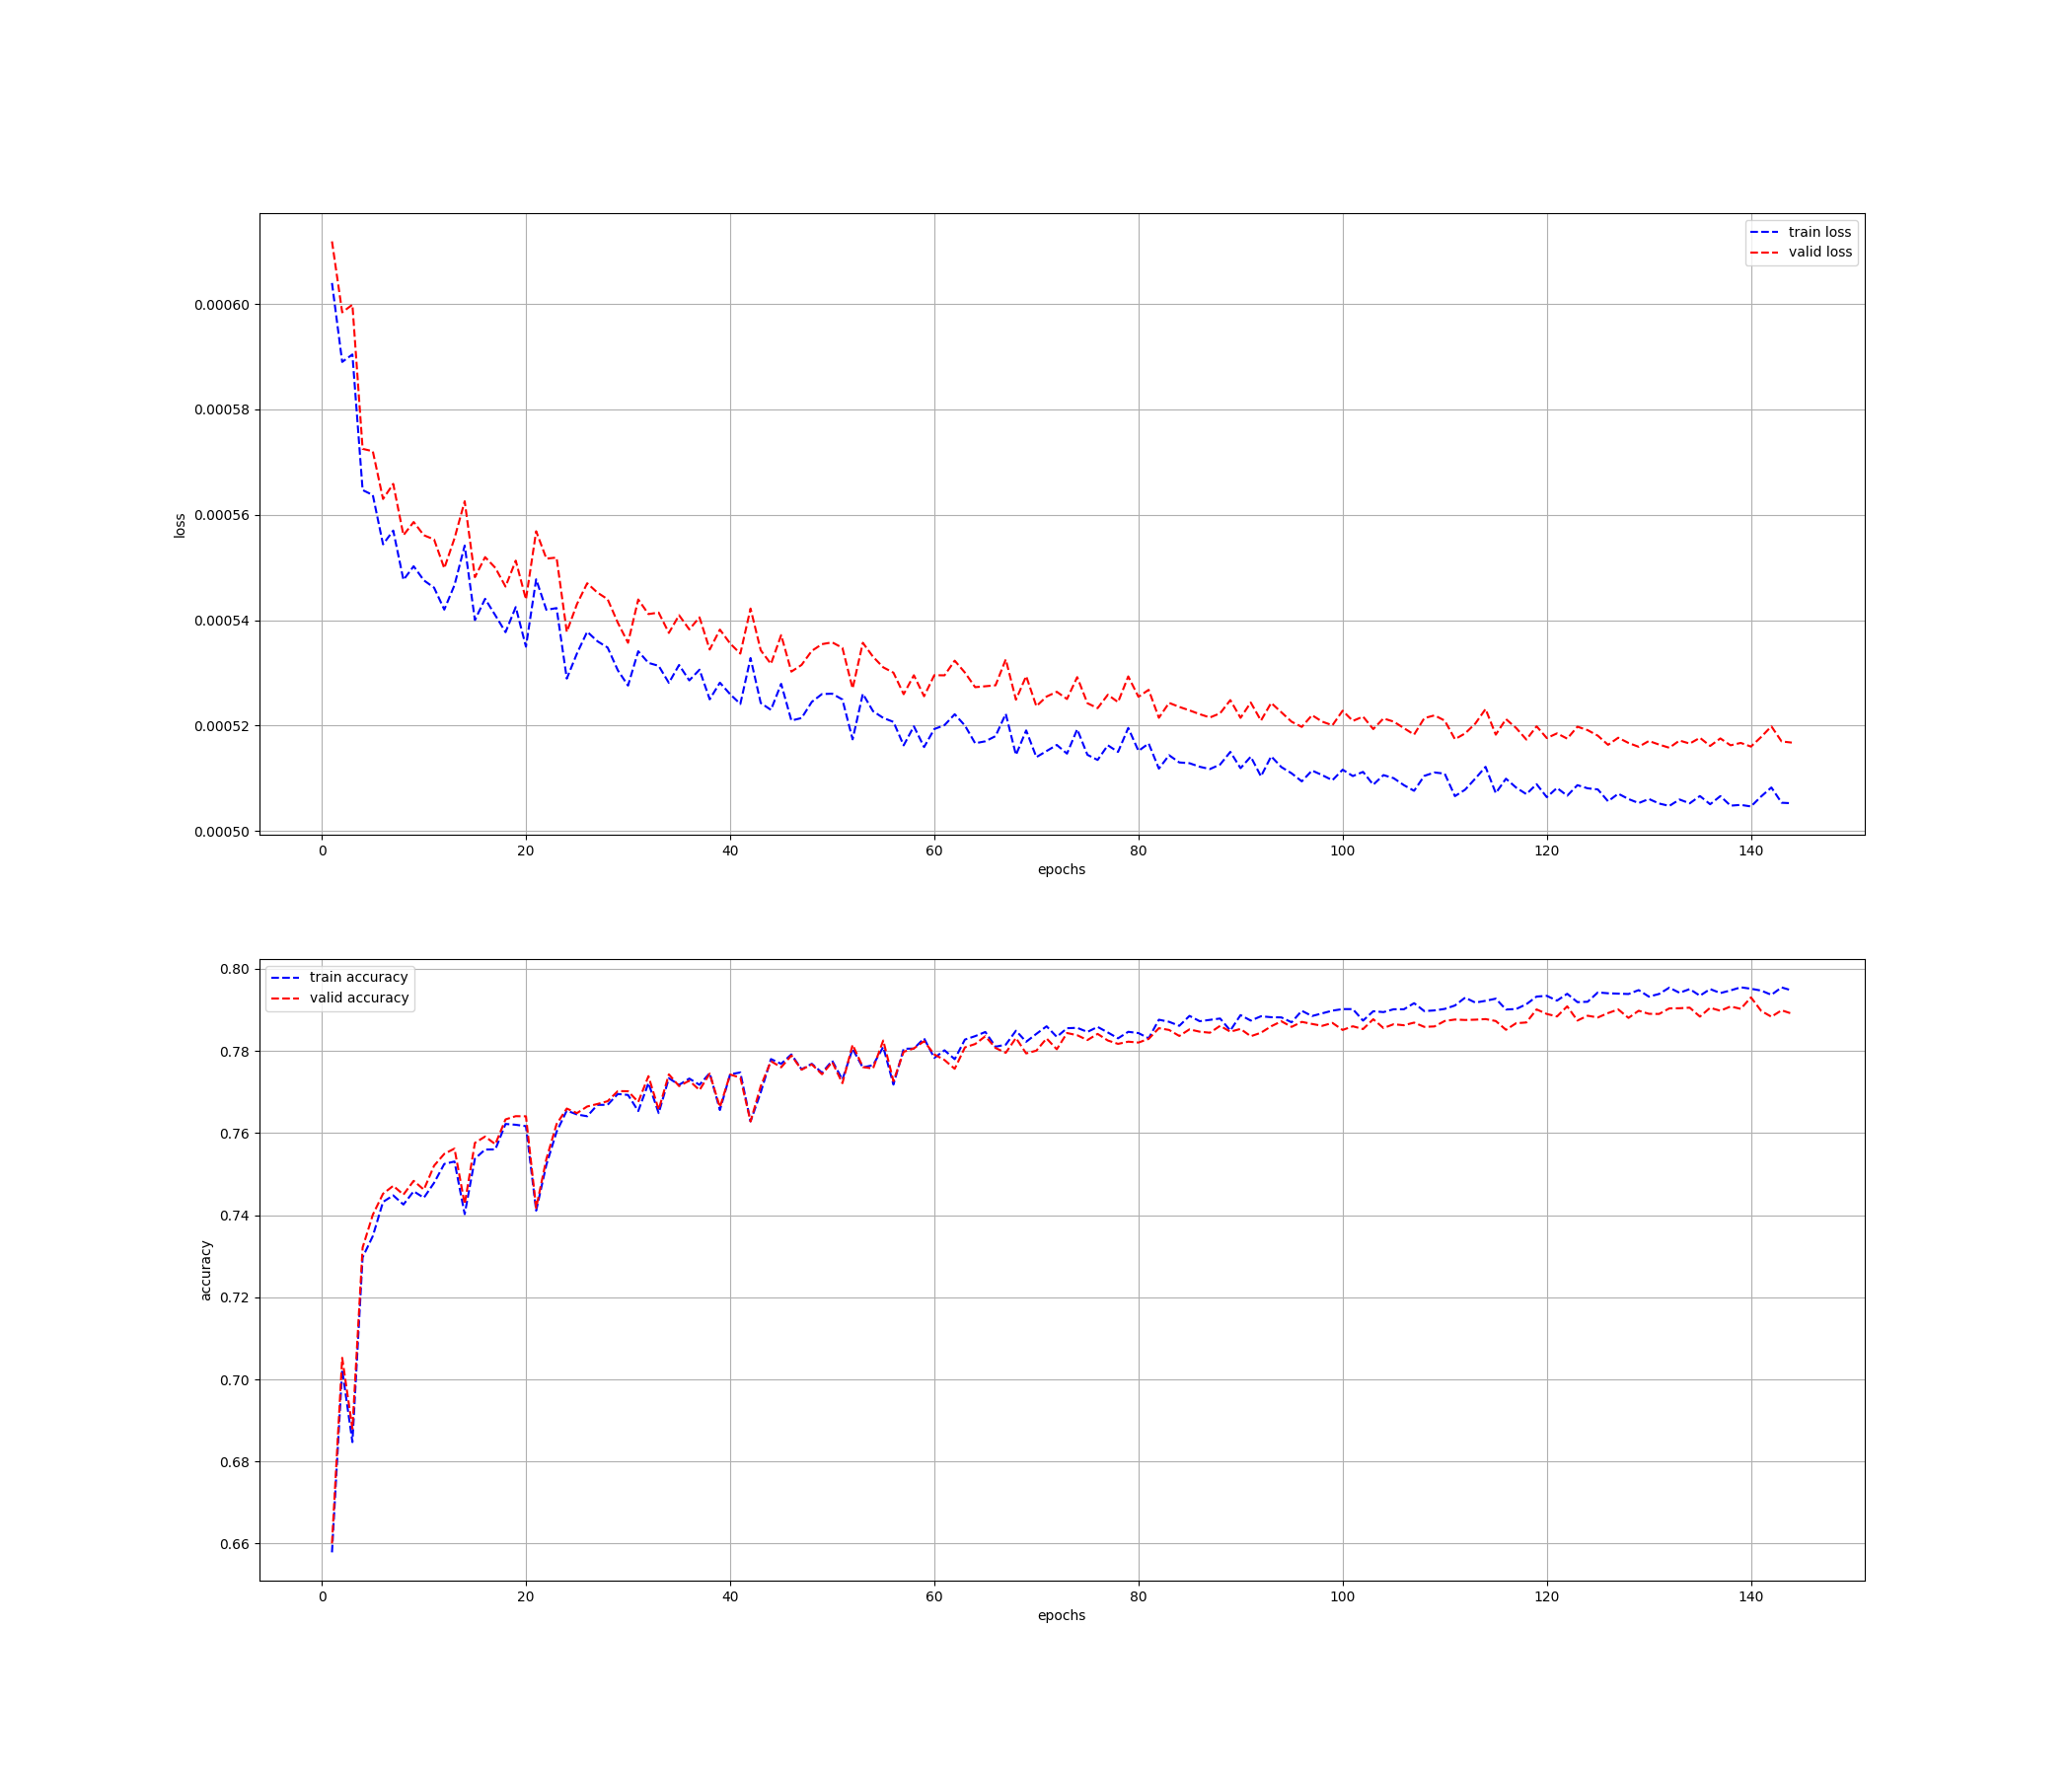 train loss
valid loss
0.00060
0.00058
0.00056
0.00054
0.00052
0.00050
loss
0 20 40 60 80 100 120 140
epochs
train accuracy
valid accuracy
0.80
0.78
0.76
0.74
0.72
0.70
0.68
0.66
accuracy
0 20 40 60 80 100 120 140
epochs